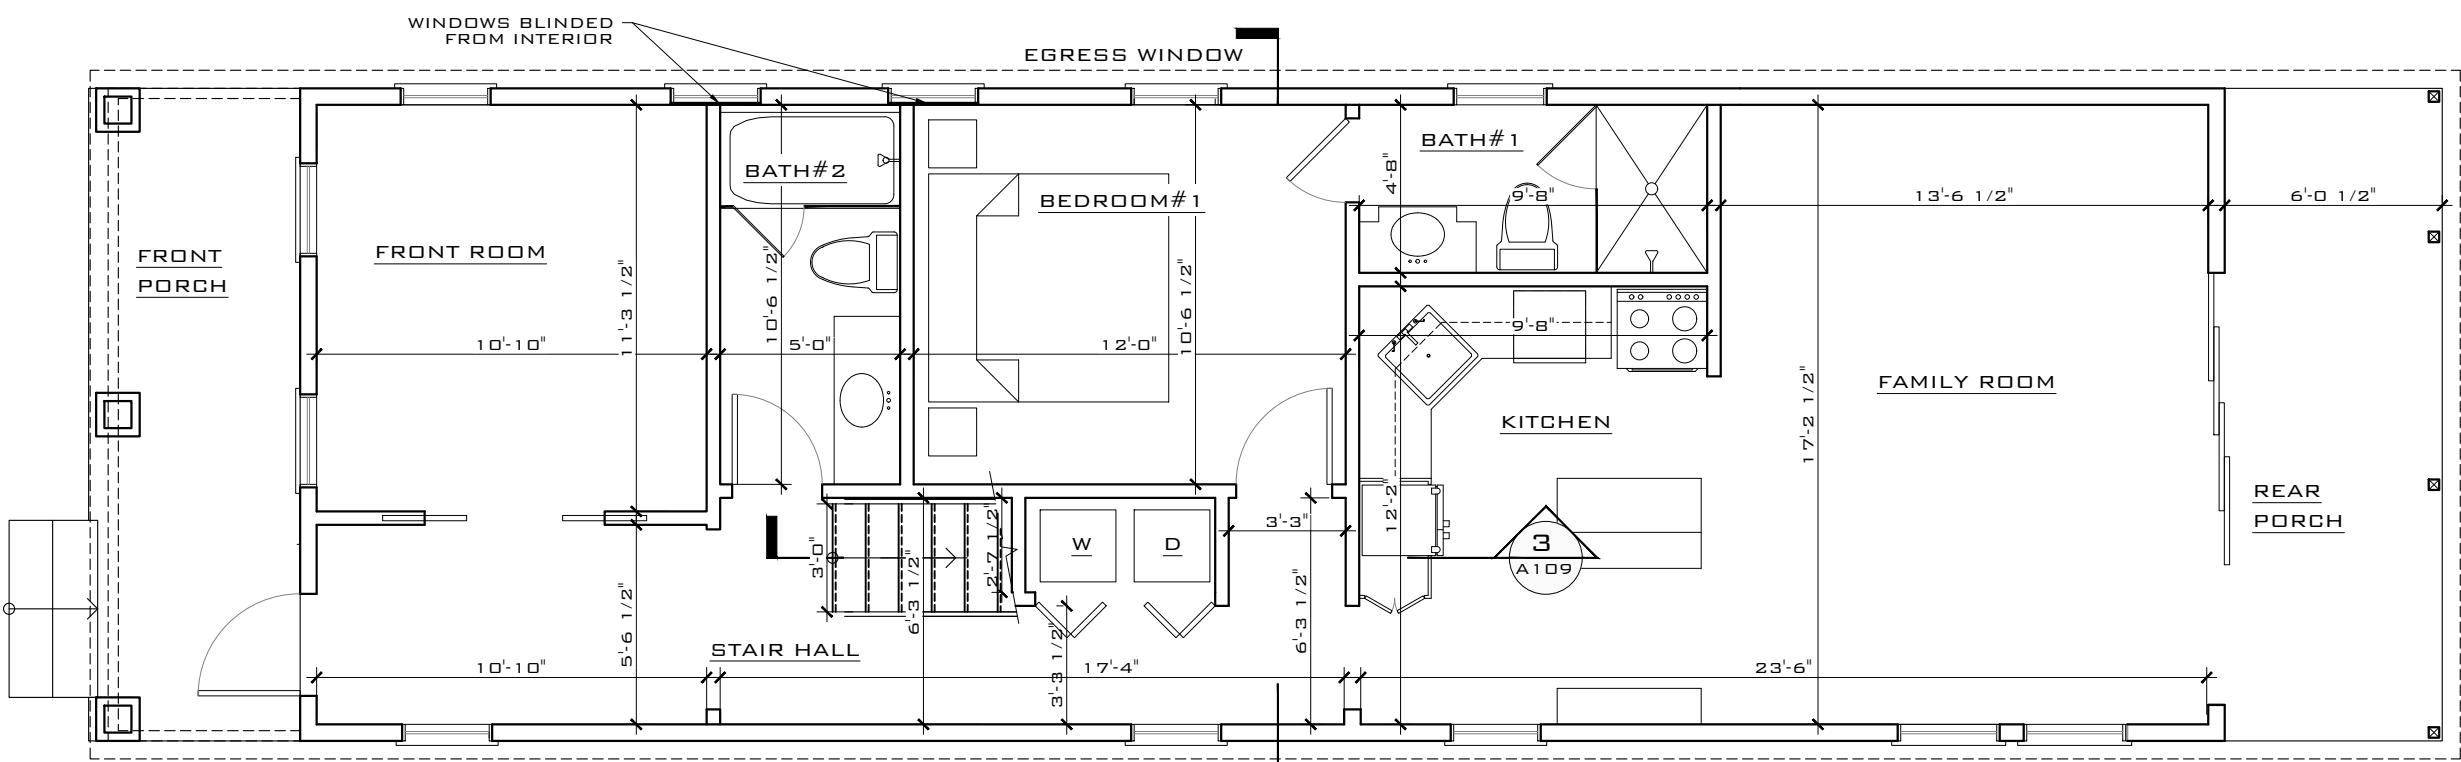 WINDOWS BLINDED
FROM INTERIOR
EGRESS WINDOW
BATH#1
BATH#2
4'-8"
BEDROOM#1
9'-8"
13'-6 1/2"
6'-0 1/2"
FRONT
PORCH
FRONT ROOM
11'-3 1/2"
10'-6 1/2"
10'-6 1/2"
10'-10"
5'-0"
12'-0"
9'-8"
FAMILY ROOM
17'-2 1/2"
KITCHEN
REAR
PORCH
12'-2"
3'-0"
6'-3 1/2"
2'-7 1/2"
W
D
3'-3"
3
A109
5'-6 1/2"
STAIR HALL
3'-3 1/2"
6'-3 1/2"
10'-10"
17'-4"
23'-6"